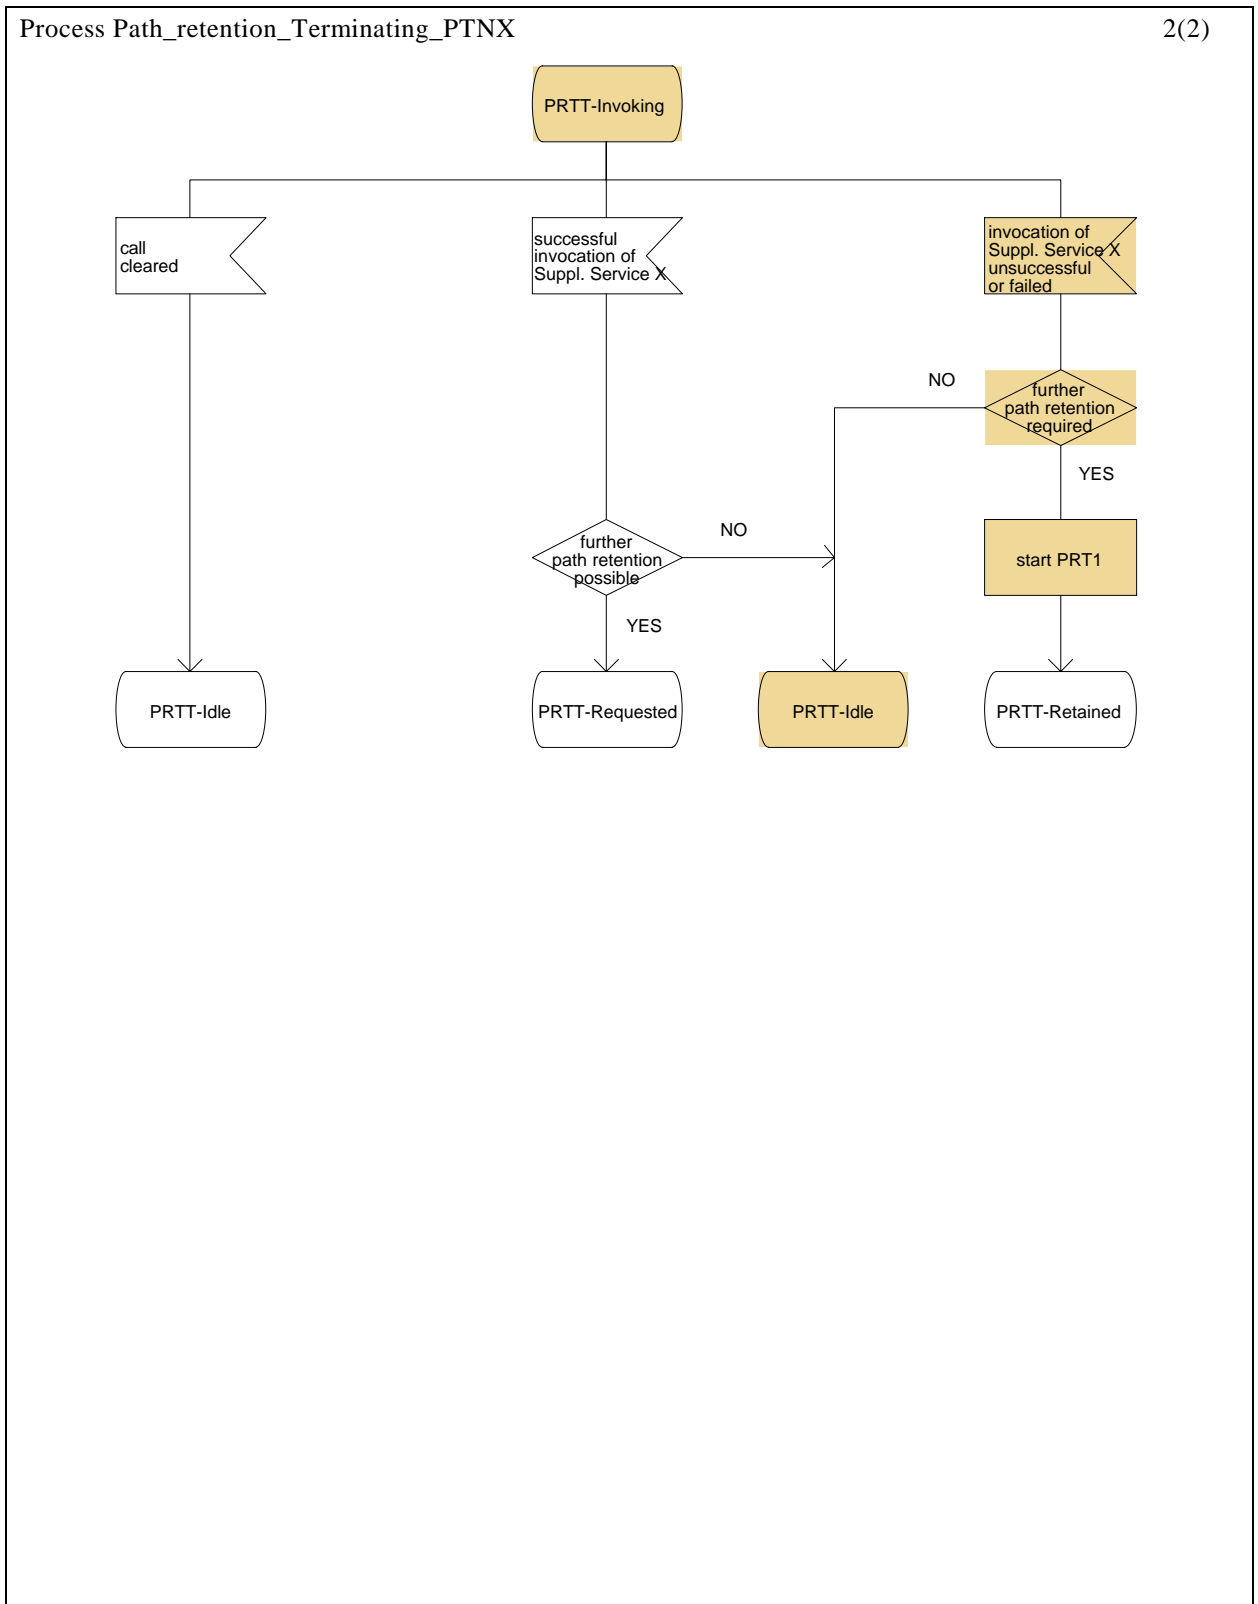 Process Path_retention_Terminating_PTNX
2(2)
PRTT-Invoking
call
cleared
successful
invocation of
Suppl. Service X
invocation of
Suppl. Service X
unsuccessful
or failed
NO
further
path retention
required
YES
further
path retention
possible
NO
start PRT1
YES
PRTT-Idle
PRTT-Requested
PRTT-Idle
PRTT-Retained